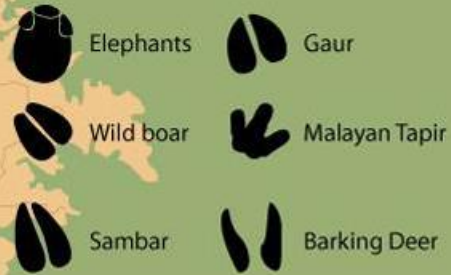 Elephants
Gaur
Wild boar
Malayan Tapir
Sambar
Barking Deer